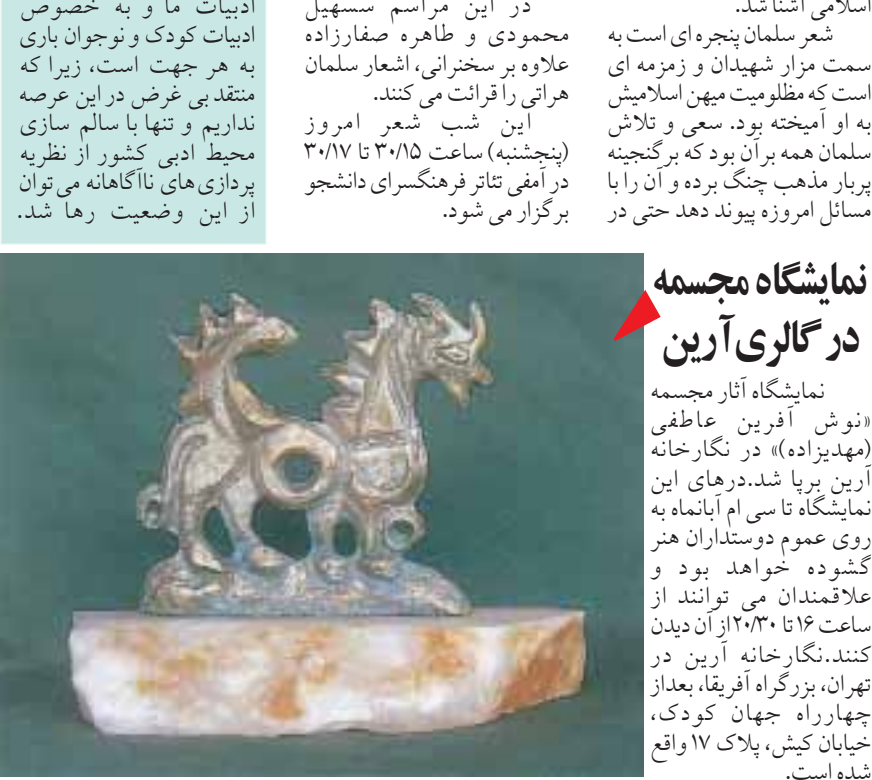 اسلامی آشنا شد.
شعر سلمان پنجره ای است به
سمت مزار شهیدان و زمزمه ای
است که مظلومیت میهن اسلامیش
به او آمیخته بود. سعی و تلاش
سلمان همه برآن بود که برگنجینه
پربار مذهب چنگ برده و آن را با
مسائل امروزه پیوند دهد حتی در
در این مراسم سسهیل
محمودی و طاهره صفارزاده
علاوه بر سخنرانی، اشعار سلمان
هراتی را قرائت می کنند.
این شب شعر امروز
(پنجشنبه) ساعت ۳۰/۱۵ تا ۳۰/۱۷
در آمفی تئاتر فرهنگسرای دانشجو
برگزار می شود.
ادبیات ما و به خصوص
ادبیات کودک و نوجوان باری
به هر جهت است، زیرا که
منتقد بی غرض در این عرصه
نداریم و تنها با سالم سازی
محیط ادبی کشور از نظریه
پردازی های ناآگاهانه می توان
از این وضعیت رها شد.
نمایشگاه مجسمه
در گالری آرین
نمایشگاه آثار مجسمه
«نوش آفرین عاطفی
(مهدیزاده)» در نگارخانه
آرین برپا شد.درهای این
نمایشگاه تا سی ام آبانماه به
روی عموم دوستداران هنر
گشوده خواهد بود و
علاقمندان می توانند از
ساعت ۱۶ تا ۲۰/۳۰ از آن دیدن
کنند.نگارخانه آرین در
تهران، بزرگراه آفریقا، بعداز
چهارراه جهان کودک،
خیابان کیش، پلاک ۱۷ واقع
شده است.